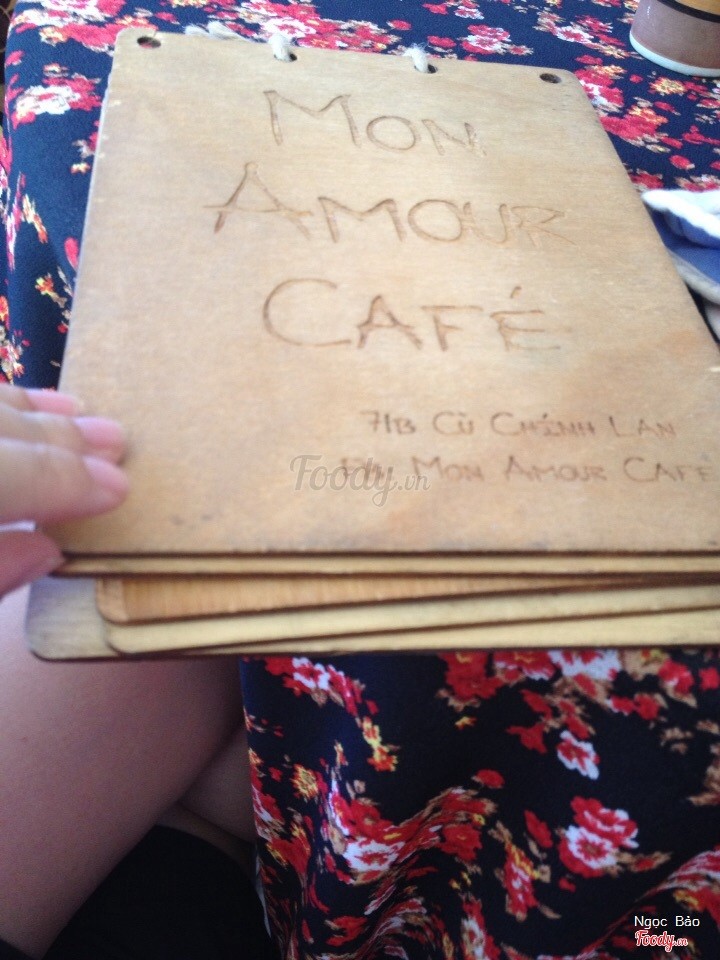 MON
AMOUR
CAFÉ
71B CÙ CHÍNH LAN
MON AMOUR CAFE
Foody.vn
Ngọc Bảo
Foody.vn